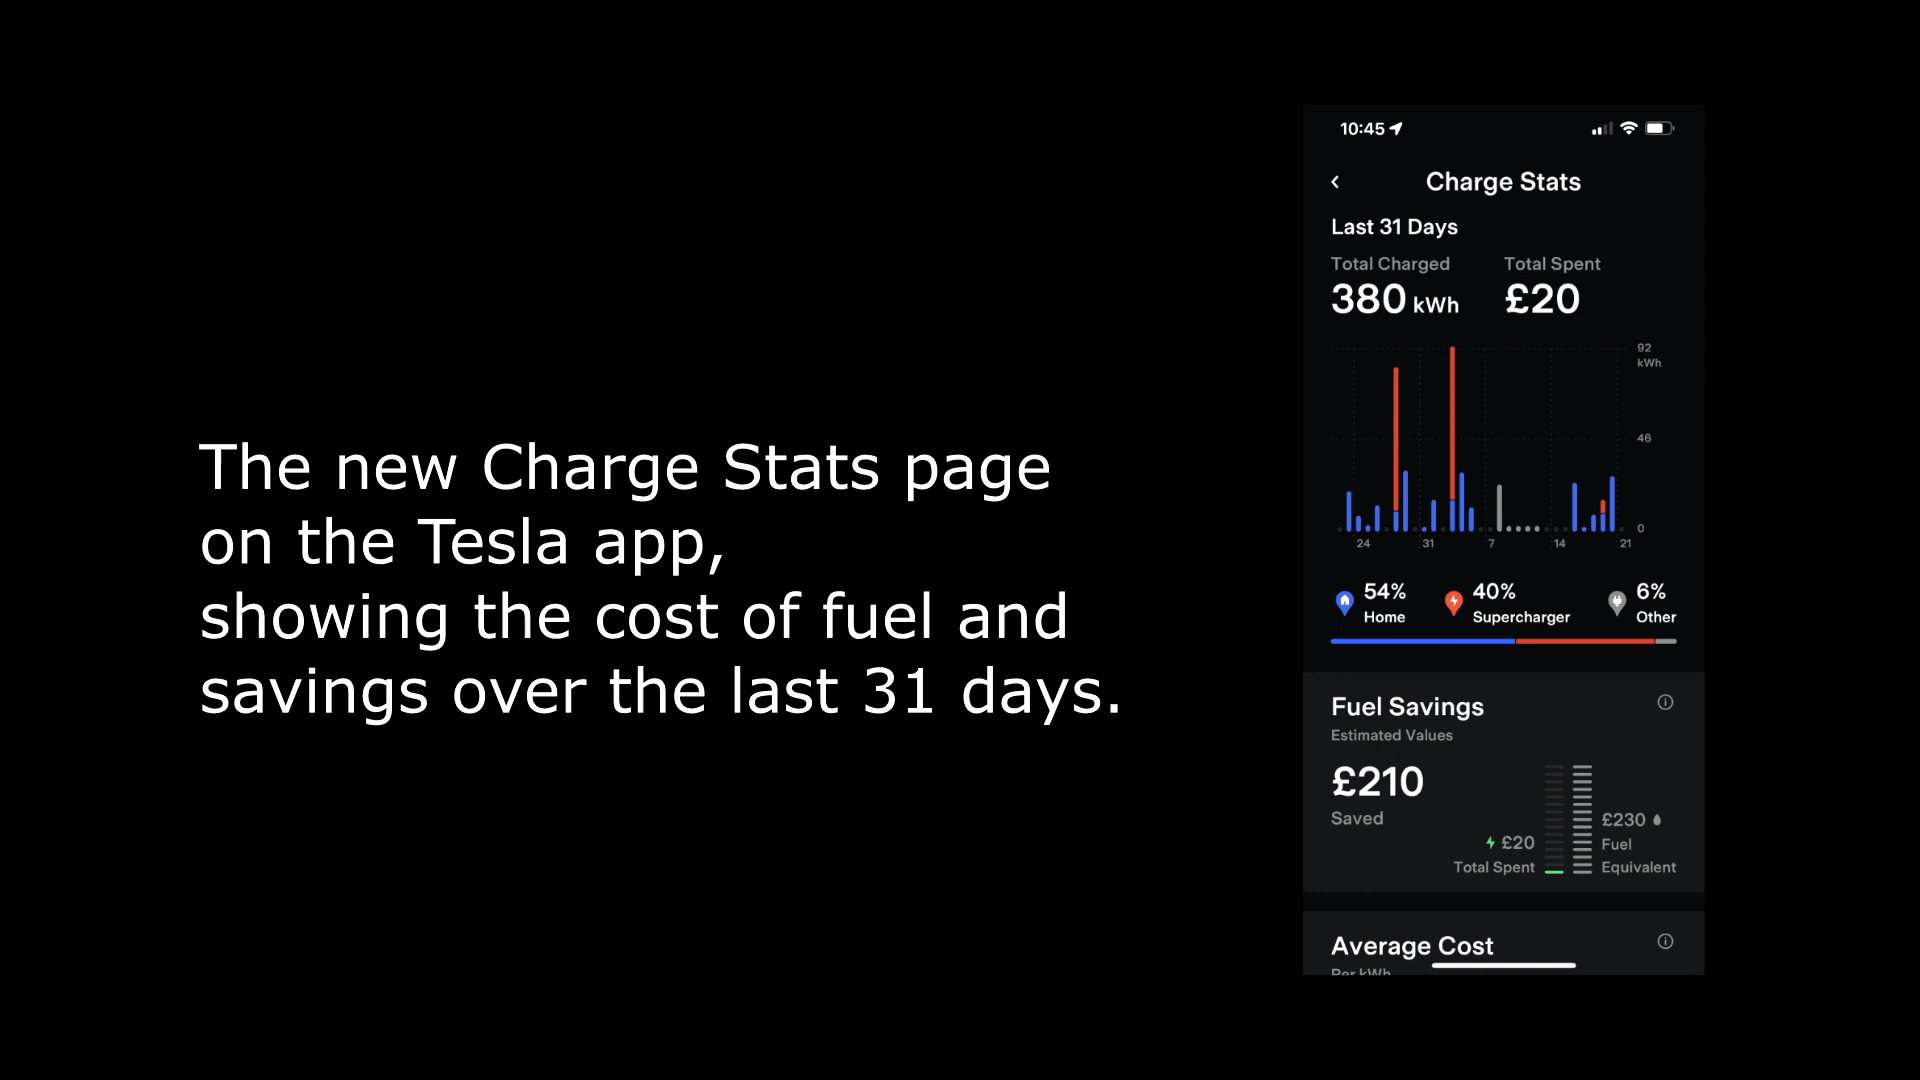 The new Charge Stats page
on the Tesla app,
showing the cost of fuel and
savings over the last 31 days.
10:45
Charge Stats
Last 31 Days
Total Charged
Total Spent
380 kWh
£20
92
kWh
46
0
24
31
7
14
21
54%
Home
40%
Supercharger
6%
Other
Fuel Savings
Estimated Values
£210
Saved
£20
Total Spent
£230
Fuel
Equivalent
Average Cost
Per kWh